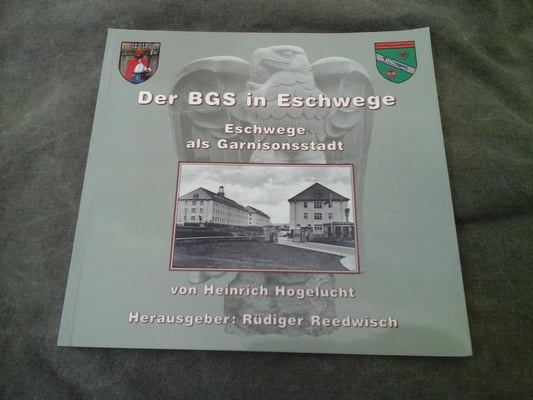 Der BGS in Eschwege
Eschwege
als Garnisonsstadt
von Heinrich Hogelucht
Herausgeber: Rüdiger Reedwisch